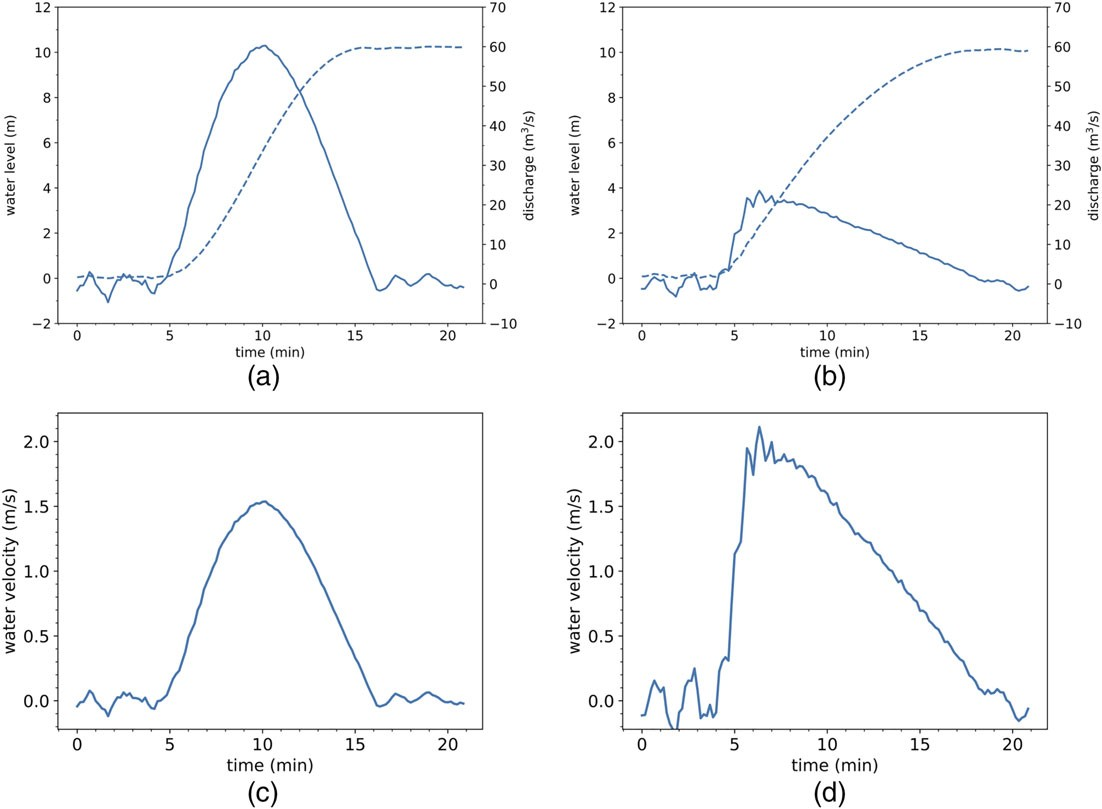 12
10
8
6
4
2
0
−2
water level (m)
70
60
50
40
30
20
10
0
−10
discharge (m³/s)
0 5 10 15 20
time (min)
(a)
12
10
8
6
4
2
0
−2
water level (m)
70
60
50
40
30
20
10
0
−10
discharge (m³/s)
0 5 10 15 20
time (min)
(b)
2.0
1.5
1.0
0.5
0.0
water velocity (m/s)
0 5 10 15 20
time (min)
(c)
2.0
1.5
1.0
0.5
0.0
water velocity (m/s)
0 5 10 15 20
time (min)
(d)